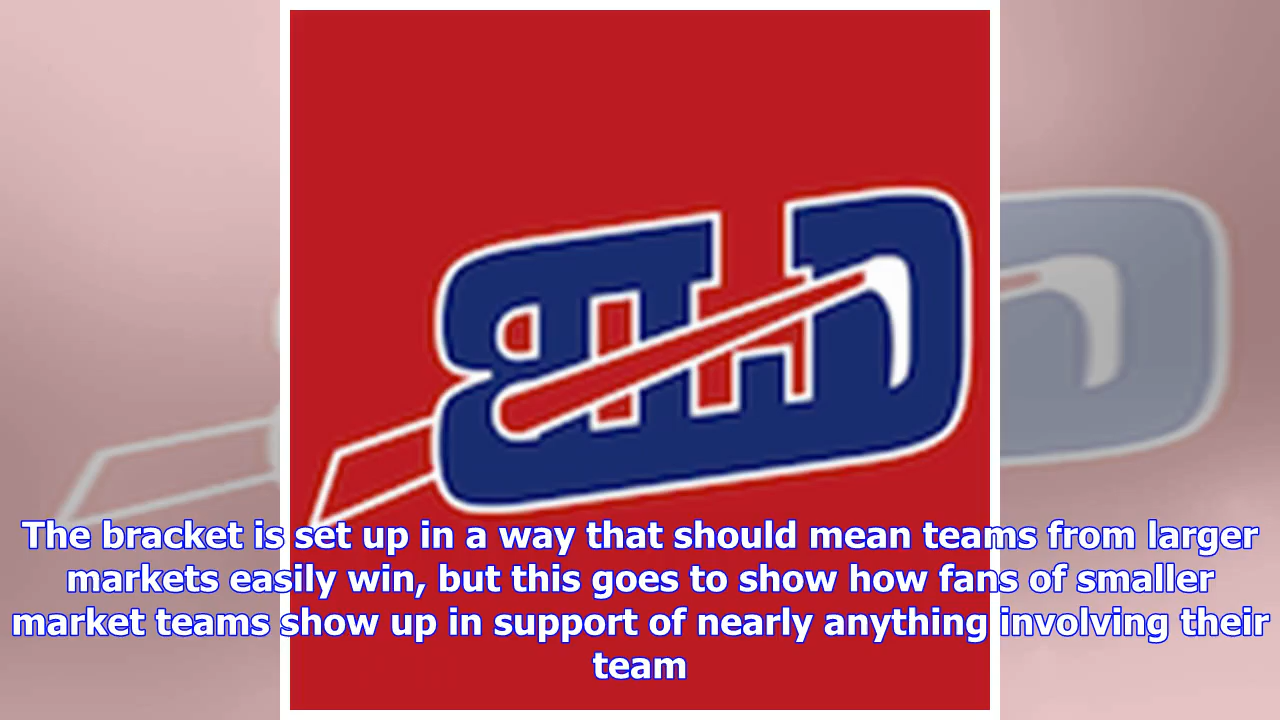 The bracket is set up in a way that should mean teams from larger
markets easily win, but this goes to show how fans of smaller
market teams show up in support of nearly anything involving their
team